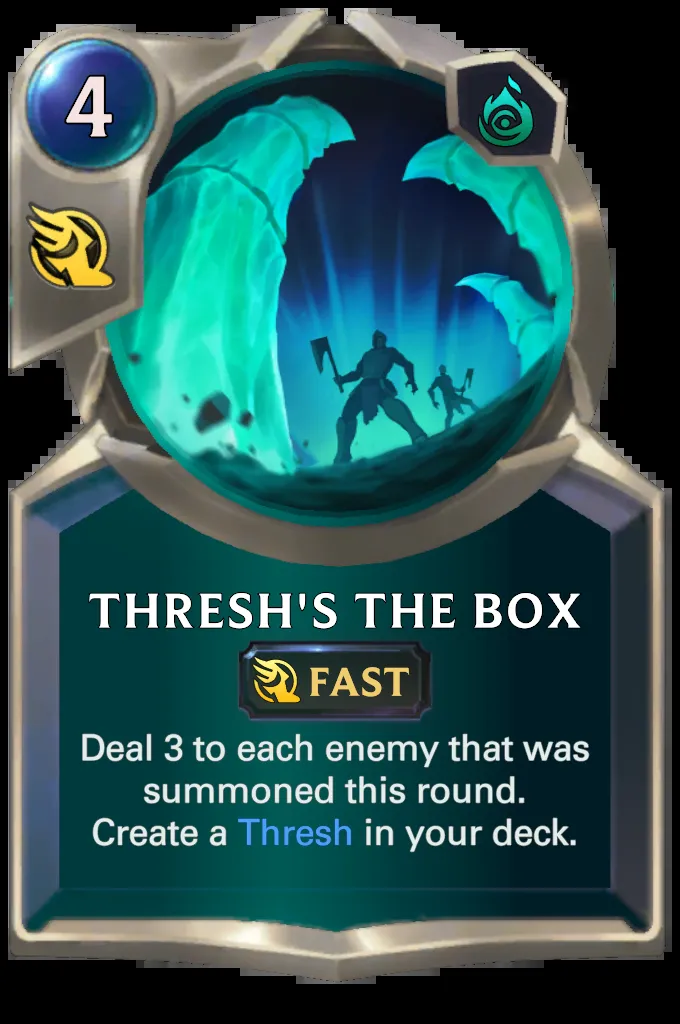 4
THRESH'S THE BOX
FAST
Deal 3 to each enemy that was
summoned this round.
Create a Thresh in your deck.